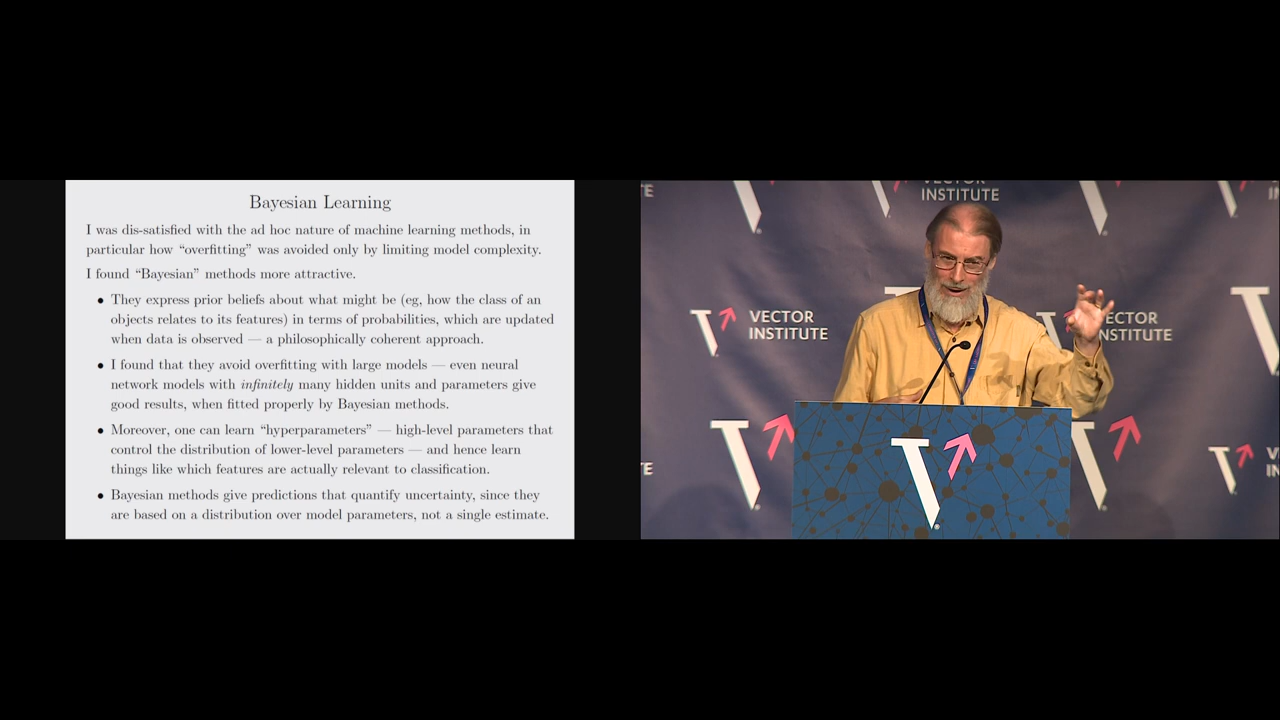 Bayesian Learning
I was dis-satisfied with the ad hoc nature of machine learning methods, in
particular how “overfitting” was avoided only by limiting model complexity.
I found “Bayesian” methods more attractive.
• They express prior beliefs about what might be (eg, how the class of an
objects relates to its features) in terms of probabilities, which are updated
when data is observed — a philosophically coherent approach.
• I found that they avoid overfitting with large models — even neural
network models with infinitely many hidden units and parameters give
good results, when fitted properly by Bayesian methods.
• Moreover, one can learn “hyperparameters” — high-level parameters that
control the distribution of lower-level parameters — and hence learn
things like which features are actually relevant to classification.
• Bayesian methods give predictions that quantify uncertainty, since they
are based on a distribution over model parameters, not a single estimate.
VECTOR
INSTITUTE
VECTOR
INSTITUTE
ECTOR
INSTITUTE